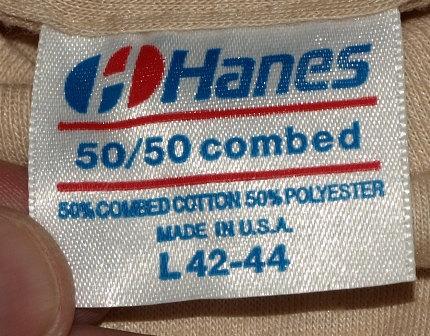 Hanes
50/50 combed
50% COMBED COTTON 50% POLYESTER
MADE IN U.S.A.
L 42-44